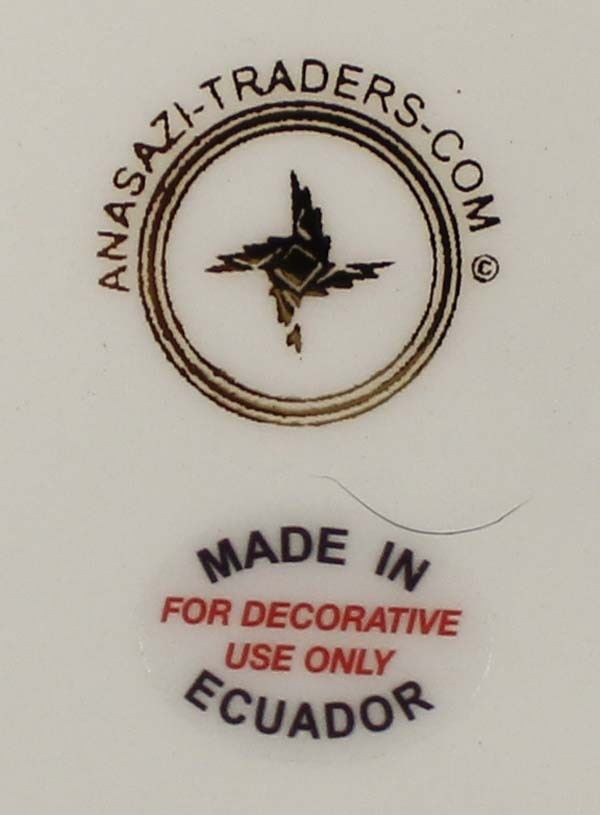 ANASAZI-TRADERS-COM ©
MADE IN
FOR DECORATIVE
USE ONLY
ECUADOR